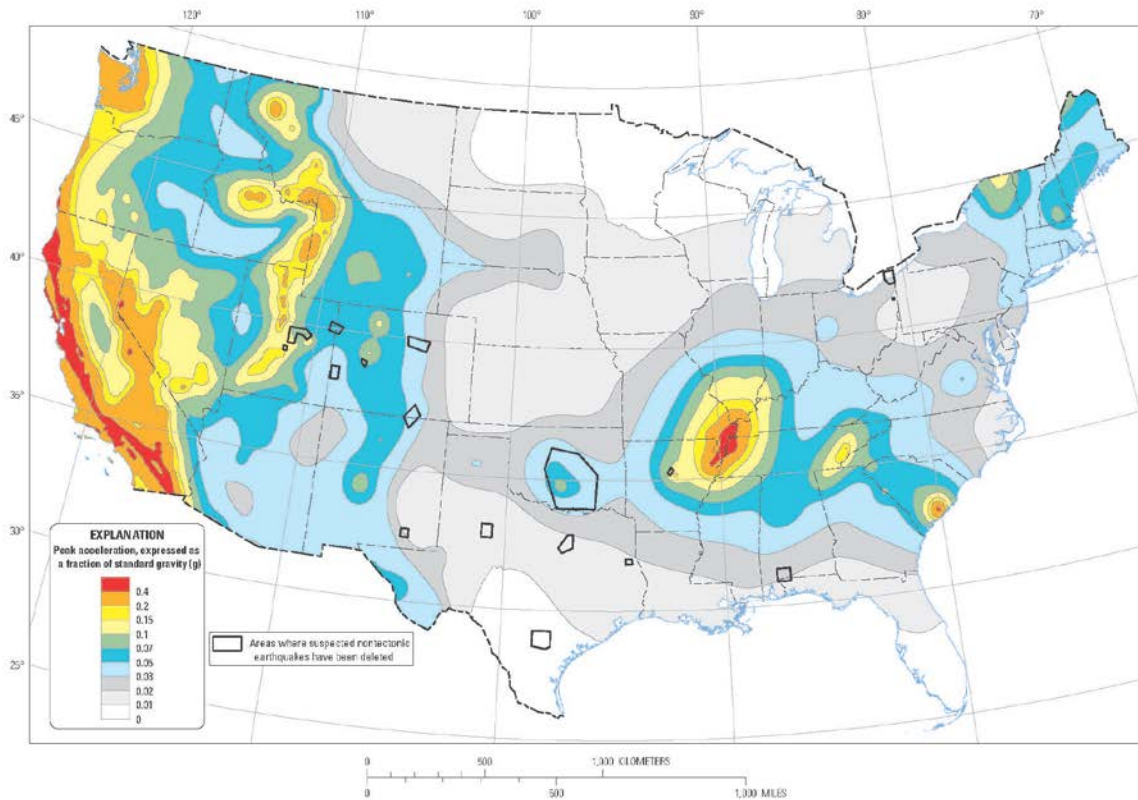 120° 110° 100° 90° 80° 70°
45°
40°
35°
30°
25°
EXPLANATION
Peak acceleration, expressed as
a fraction of standard gravity (g)
0.4
0.2
0.15
0.1
0.07
0.05
0.03
0.02
0.01
0
Areas where suspected nontectonic
earthquakes have been deleted
0 500 1,000 KILOMETERS
0 500 1,000 MILES